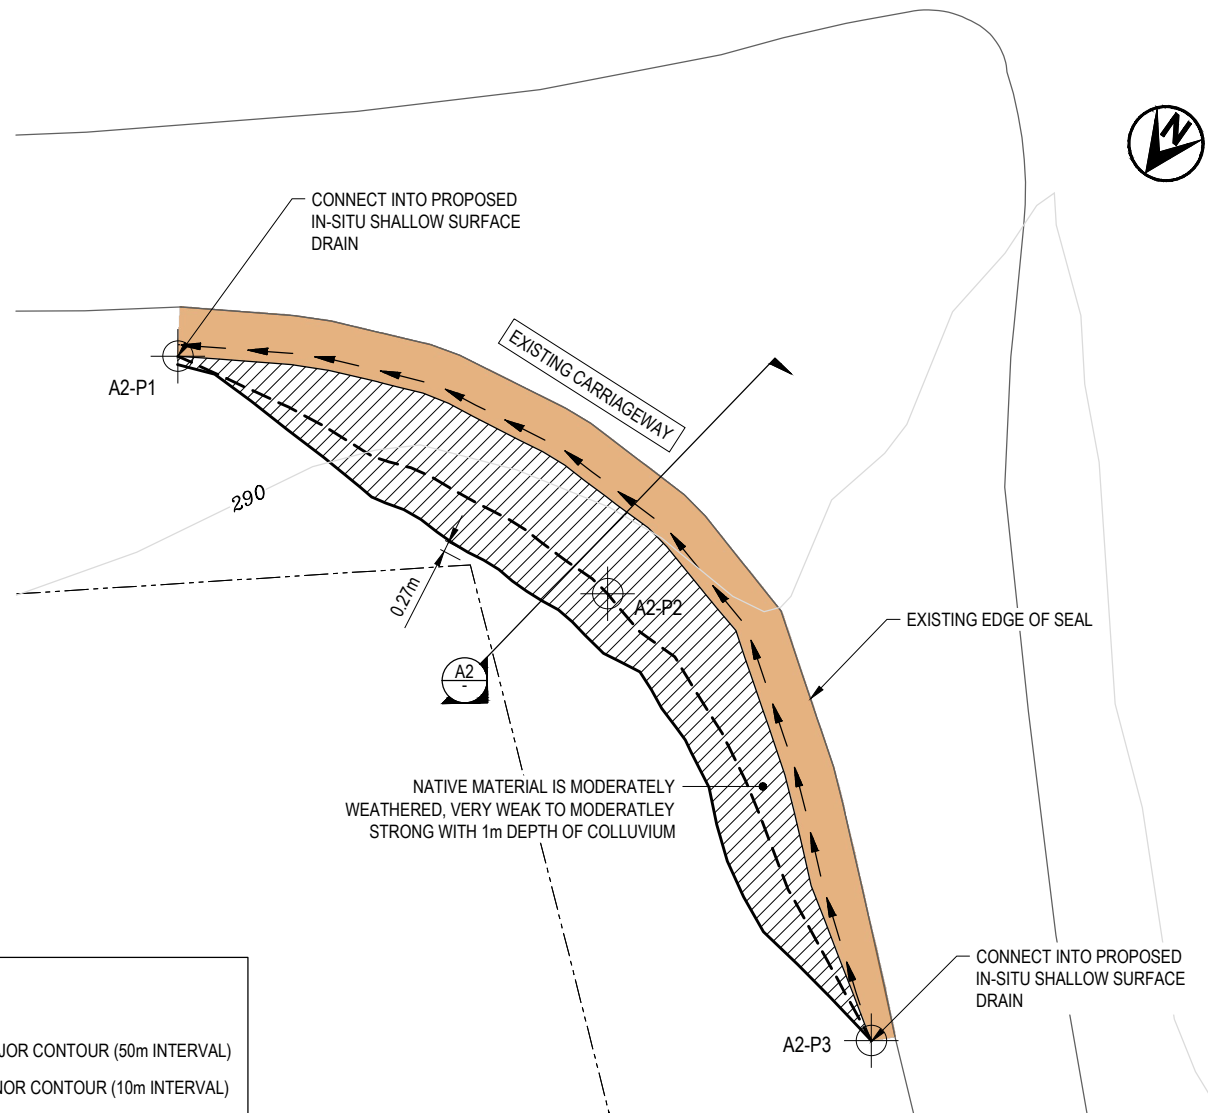 N
CONNECT INTO PROPOSED
IN-SITU SHALLOW SURFACE
DRAIN
EXISTING CARRIAGEWAY
A2-P1
290
0.27m
A2-P2
EXISTING EDGE OF SEAL
A2
-
NATIVE MATERIAL IS MODERATELY
WEATHERED, VERY WEAK TO MODERATLEY
STRONG WITH 1m DEPTH OF COLLUVIUM
CONNECT INTO PROPOSED
IN-SITU SHALLOW SURFACE
DRAIN
A2-P3
JOR CONTOUR (50m INTERVAL)
NOR CONTOUR (10m INTERVAL)